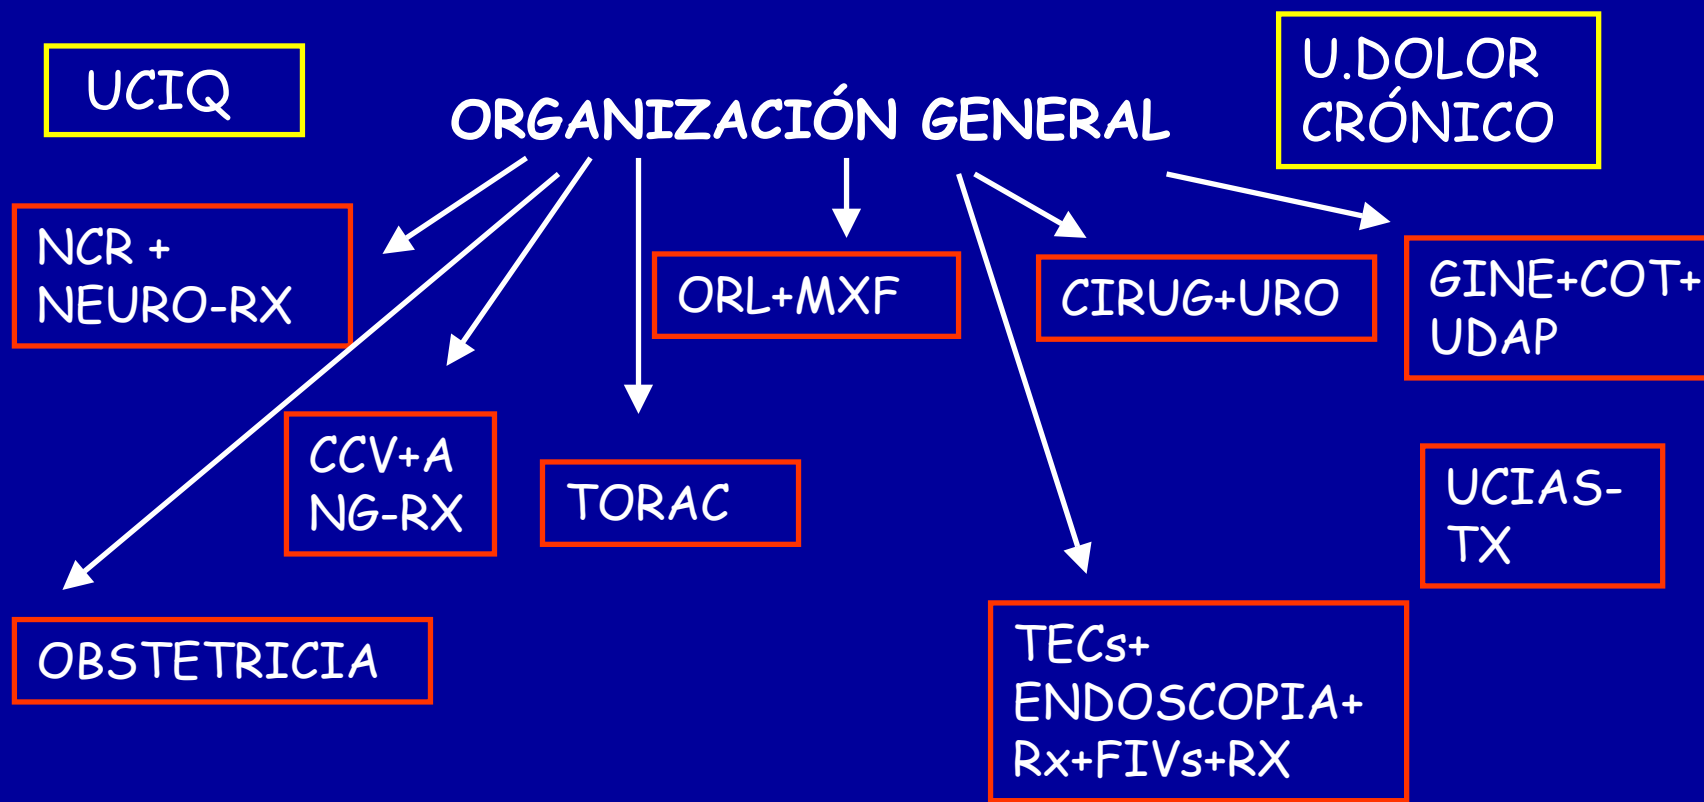 UCIQ
U.DOLOR
CRÓNICO
ORGANIZACIÓN GENERAL
NCR +
NEURO-RX
ORL+MXF
CIRUG+URO
GINE+COT+
UDAP
CCV+A
NG-RX
TORAC
UCIAS-
TX
OBSTETRICIA
TECs+
ENDOSCOPIA+
Rx+FIVs+RX